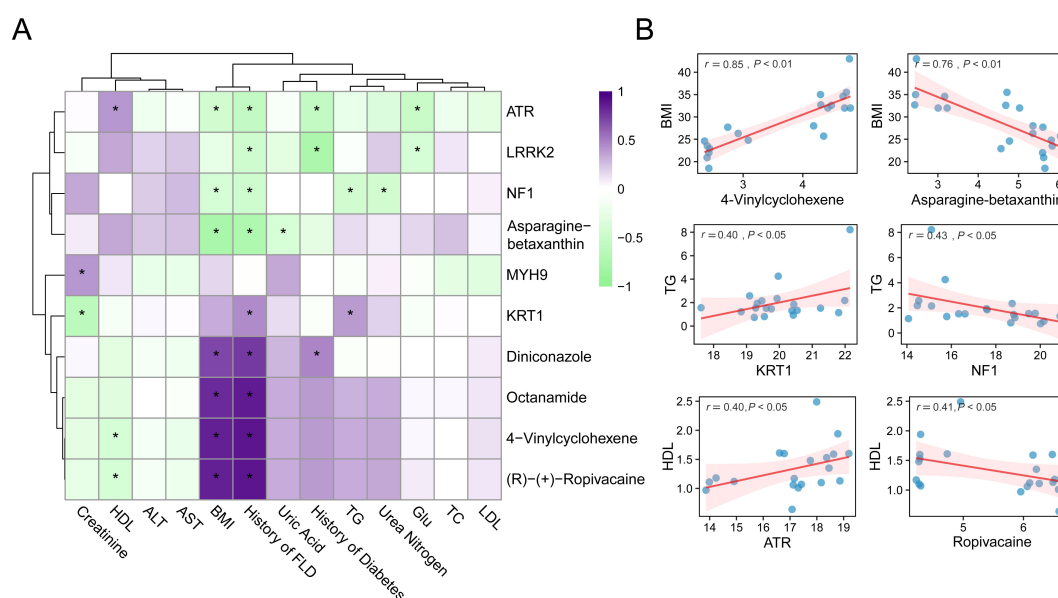 A
ATR
LRRK2
NF1
Asparagine−
betaxanthin
MYH9
KRT1
Diniconazole
Octanamide
4−Vinylcyclohexene
(R)−(+)−Ropivacaine
* * * * *
* * *
* * * *
* * *
*
* * *
* * *
* *
* * *
* * *
Creatinine
HDL
ALT
AST
BMI
History of FLD
Uric Acid
History of Diabetes
TG
Urea Nitrogen
Glu
TC
LDL
1
0.5
0
−0.5
−1
B
r = 0.85 , P < 0.01
BMI
40
35
30
25
20
3 4
4-Vinylcyclohexene
r = 0.76 , P < 0.01
BMI
40
35
30
25
20
3 4 5 6
Asparagine-betaxanthin
r = 0.40 , P < 0.05
TG
8
6
4
2
0
18 19 20 21 22
KRT1
r = 0.43 , P < 0.05
TG
8
6
4
2
0
14 16 18 20
NF1
r = 0.40, P < 0.05
HDL
2.5
2.0
1.5
1.0
14 15 16 17 18 19
ATR
r = 0.41, P < 0.05
HDL
2.5
2.0
1.5
1.0
5 6
Ropivacaine